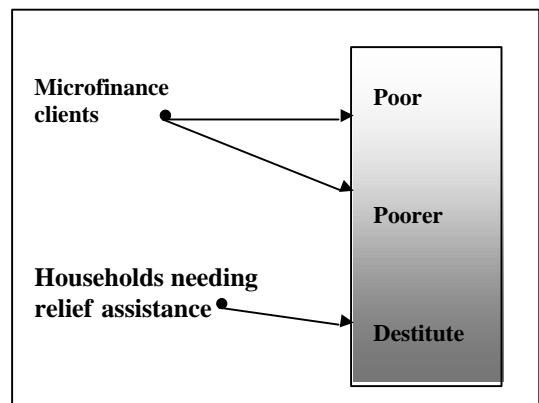 Microfinance
clients
Poor
Poorer
Households needing
relief assistance
Destitute